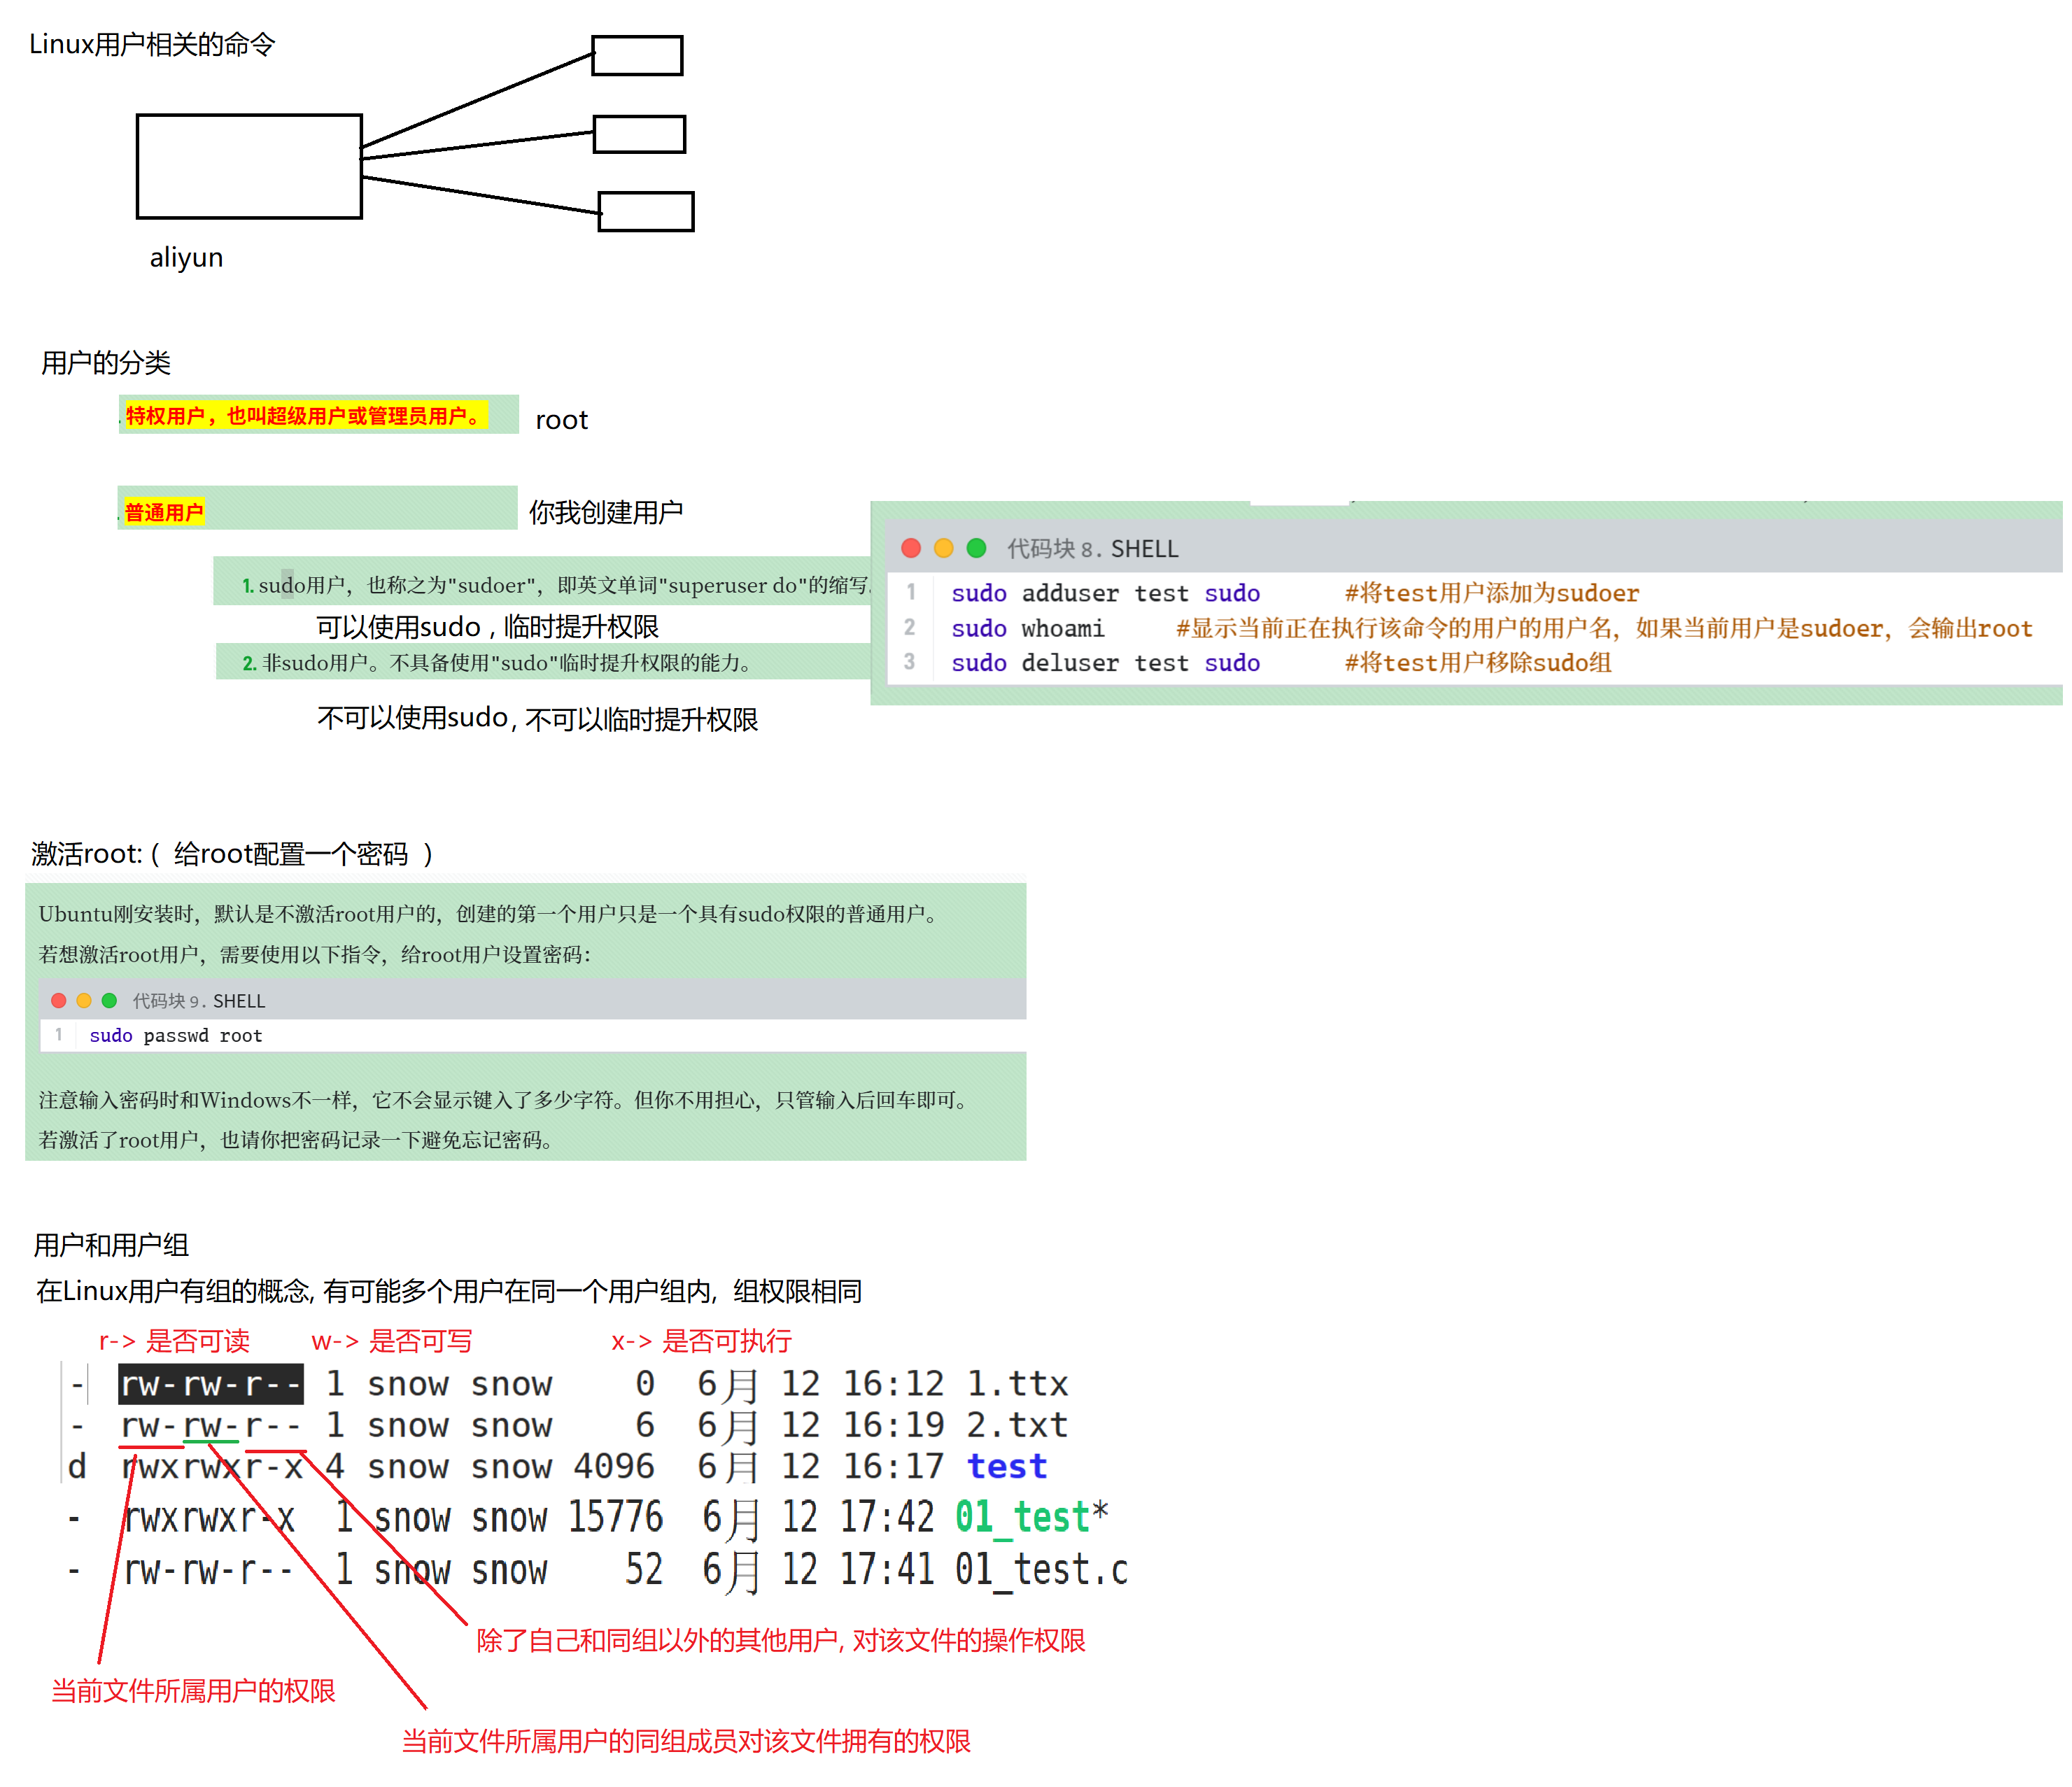 Linux用户相关的命令
aliyun
用户的分类
特权用户，也叫超级用户或管理员用户。 root
普通用户 你我创建用户
1. sudo用户，也称之为"sudoer"，即英文单词"superuser do"的缩写
可以使用sudo , 临时提升权限
2. 非sudo用户。不具备使用"sudo"临时提升权限的能力。
不可以使用sudo, 不可以临时提升权限
代码块 8. SHELL
1 sudo adduser test sudo #将test用户添加为sudoer
2 sudo whoami #显示当前正在执行该命令的用户的用户名，如果当前用户是sudoer，会输出root
3 sudo deluser test sudo #将test用户移除sudo组
激活root: ( 给root配置一个密码 )
Ubuntu刚安装时，默认是不激活root用户的，创建的第一个用户只是一个具有sudo权限的普通用户。
若想激活root用户，需要使用以下指令，给root用户设置密码：
代码块 9. SHELL
1 sudo passwd root
注意输入密码时和Windows不一样，它不会显示键入了多少字符。但你不用担心，只管输入后回车即可。
若激活了root用户，也请你把密码记录一下避免忘记密码。
用户和用户组
在Linux用户有组的概念, 有可能多个用户在同一个用户组内, 组权限相同
r-> 是否可读 w-> 是否可写 x-> 是否可执行
- rw-rw-r-- 1 snow snow 0 6月 12 16:12 1.ttx
- rw-rw-r-- 1 snow snow 6 6月 12 16:19 2.txt
d rwxrwxr-x 4 snow snow 4096 6月 12 16:17 test
- rwxrwxr-x 1 snow snow 15776 6月 12 17:42 01_test*
- rw-rw-r-- 1 snow snow 52 6月 12 17:41 01_test.c
除了自己和同组以外的其他用户, 对该文件的操作权限
当前文件所属用户的权限
当前文件所属用户的同组成员对该文件拥有的权限